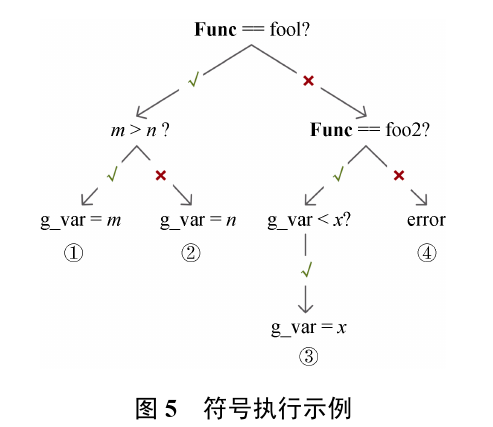 Func == fool?
√ ×
m > n ? Func == foo2?
√ × √ ×
g_var = m g_var = n g_var < x? error
① ② ④
√
g_var = x
③
图 5 符号执行示例